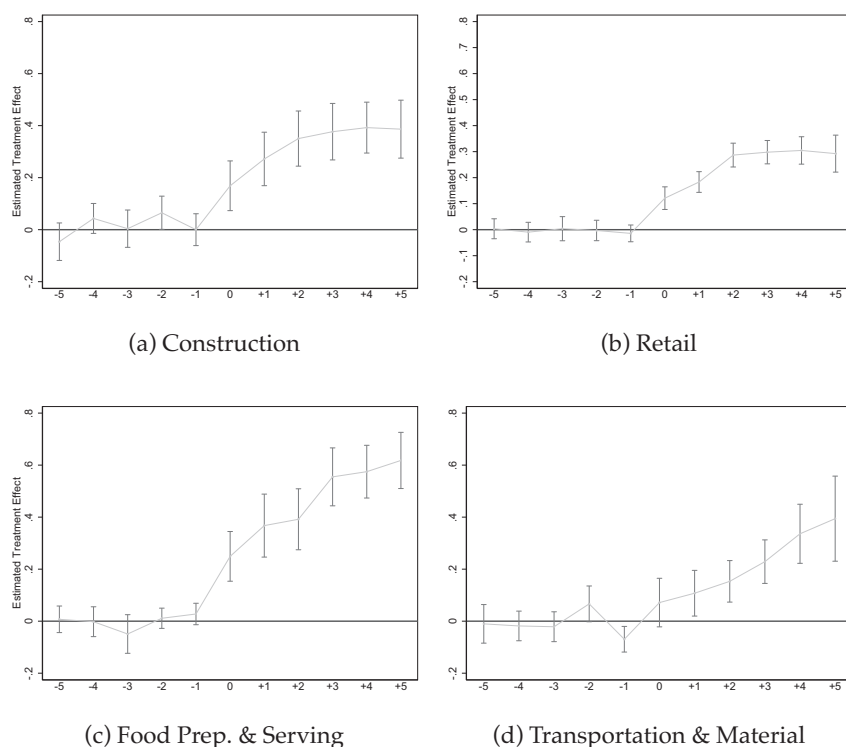 Estimated Treatment Effect
-.2 0 .2 .4 .6 .8
-5 -4 -3 -2 -1 0 +1 +2 +3 +4 +5
(a) Construction
Estimated Treatment Effect
-.2 -.1 0 .1 .2 .3 .4 .5 .6 .7 .8
-5 -4 -3 -2 -1 0 +1 +2 +3 +4 +5
(b) Retail
Estimated Treatment Effect
-.2 0 .2 .4 .6 .8
-5 -4 -3 -2 -1 0 +1 +2 +3 +4 +5
(c) Food Prep. & Serving
Estimated Treatment Effect
-.2 0 .2 .4 .6 .8
-5 -4 -3 -2 -1 0 +1 +2 +3 +4 +5
(d) Transportation & Material